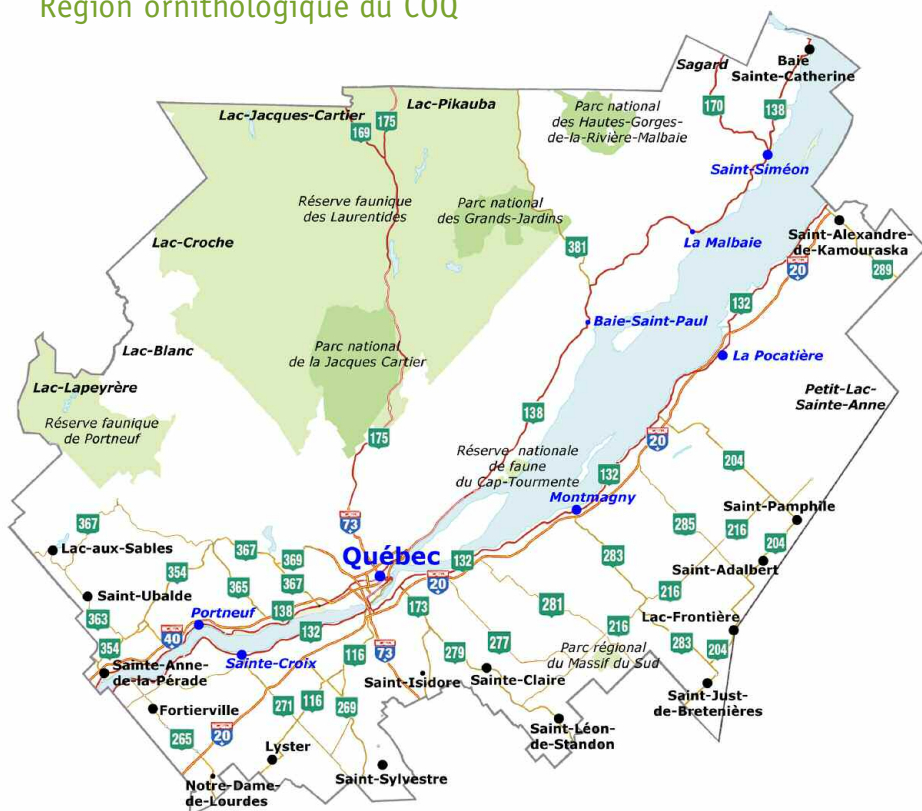 Région ornithologique du COQ
Baie
Sainte-Catherine
Sagard
170
138
Lac-Pikauba
Lac-Jacques-Cartier
175
169
Parc national
des Hautes-Gorges-
de-la-Rivière-Malbaie
Saint-Siméon
Réserve faunique
des Laurentides
Parc national
des Grands-Jardins
Lac-Croche
La Malbaie
381
Saint-Alexandre-
de-Kamouraska
20
289
132
Baie-Saint-Paul
Lac-Blanc
Parc national
de la Jacques Cartier
La Pocatière
Lac-Lapeyrère
Petit-Lac-
Sainte-Anne
Réserve faunique
de Portneuf
138
175
20
Réserve nationale
de faune
du Cap-Tourmente
204
132
Montmagny
Saint-Pamphile
367
73
285
216
Lac-aux-Sables
367
369
Québec
132
283
204
354
365
367
20
Saint-Adalbert
Saint-Ubalde
216
363
Portneuf
138
173
281
Lac-Frontière
40
132
216
354
116
73
279
277
Parc régional
du Massif du Sud
283
204
Sainte-Croix
Sainte-Anne-
de-la-Pérade
Saint-Isidore
Sainte-Claire
Saint-Just-
de-Bretenières
Fortierville
271
116
269
265
20
Saint-Léon-
de-Standon
Lyster
Notre-Dame-
de-Lourdes
Saint-Sylvestre